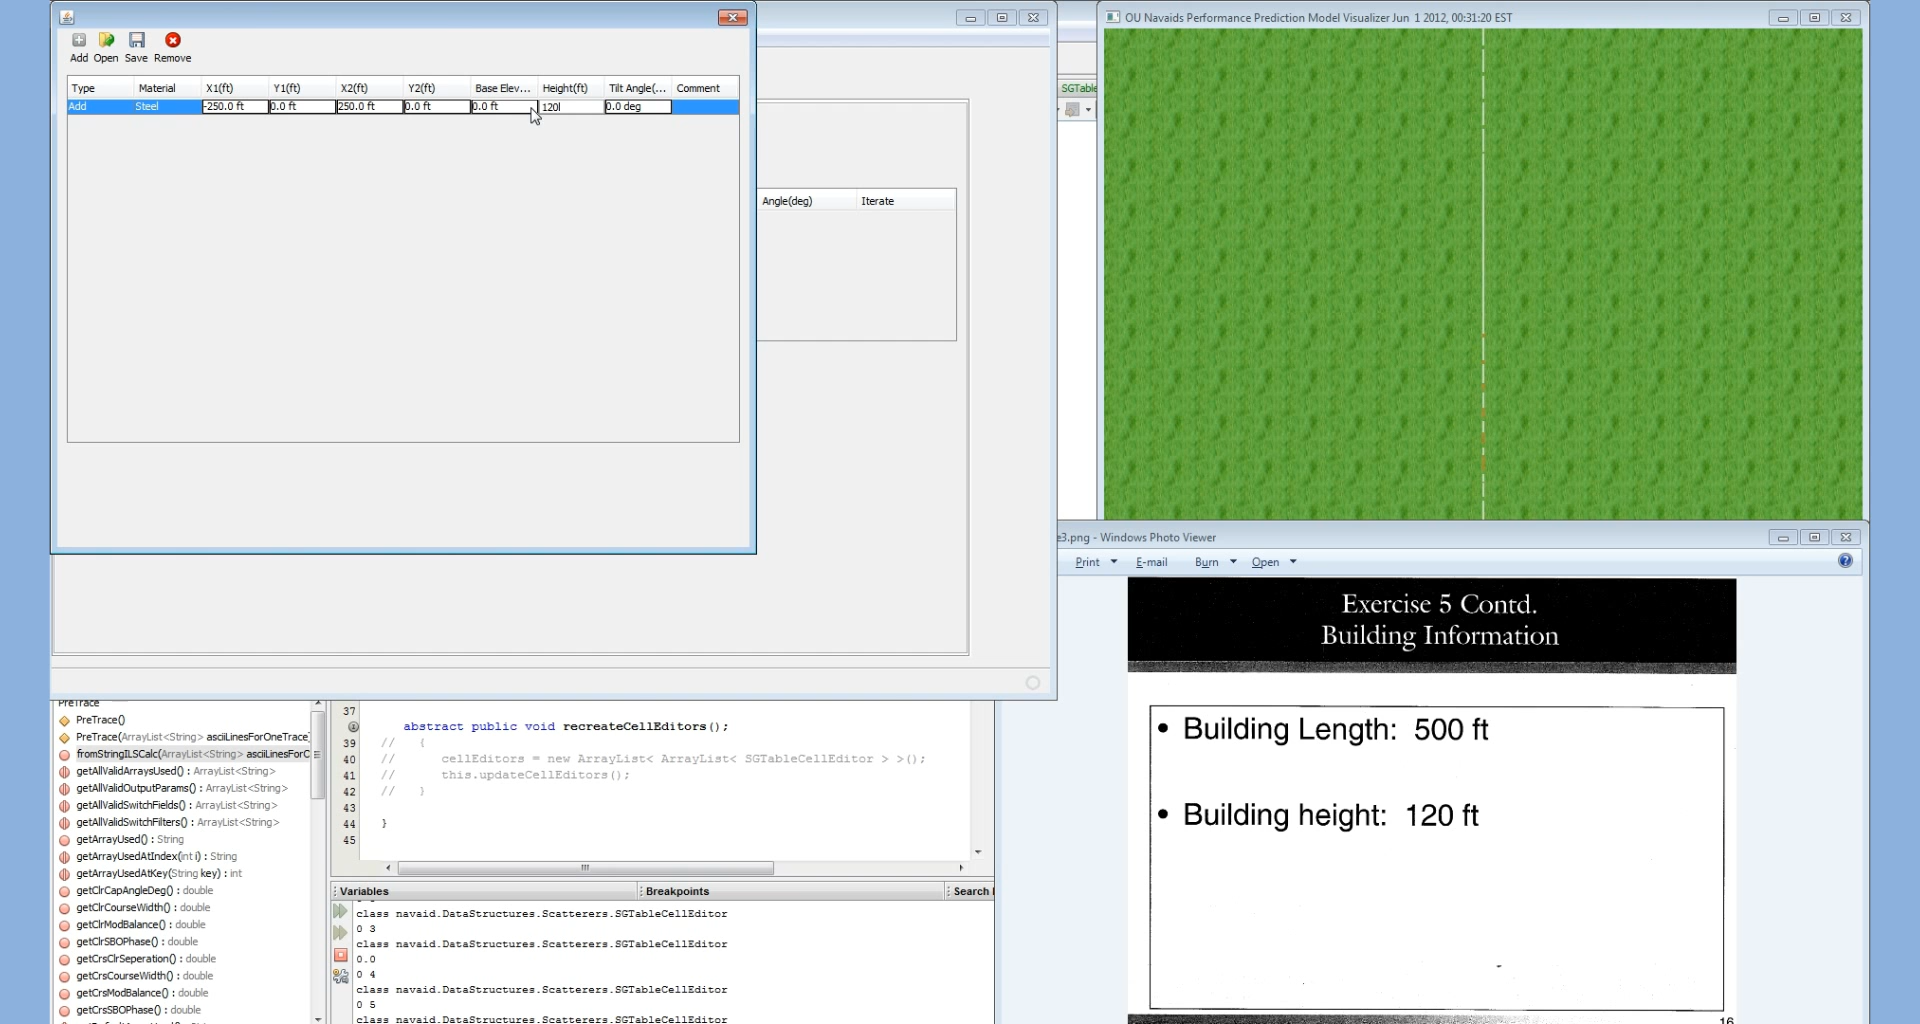 Add Open Save Remove
Type Material X1(ft) Y1(ft) X2(ft) Y2(ft) Base Elev... Height(ft) Tilt Angle(... Comment
Add Steel -250.0 ft 0.0 ft 250.0 ft 0.0 ft 0.0 ft 120 0.0 deg
Angle(deg) Iterate
SGTable
OU Navaids Performance Prediction Model Visualizer Jun 1 2012, 00:31:20 EST
e3.png - Windows Photo Viewer
Print E-mail Burn Open
Exercise 5 Contd.
Building Information
• Building Length: 500 ft
• Building height: 120 ft
16
PreTrace
PreTrace()
PreTrace(ArrayList<String> asciiLinesForOneTrace
fromStringILSCalc(ArrayList<String> asciiLinesForC
getAllValidArraysUsed() : ArrayList<String>
getAllValidOutputParams() : ArrayList<String>
getAllValidSwitchFields() : ArrayList<String>
getAllValidSwitchFilters() : ArrayList<String>
getArrayUsed() : String
getArrayUsedAtIndex(int i) : String
getArrayUsedAtKey(String key) : int
getClrCapAngleDeg() : double
getClrCourseWidth() : double
getClrModBalance() : double
getClrSBOPhase() : double
getCrsClrSeperation() : double
getCrsCourseWidth() : double
getCrsModBalance() : double
getCrsSBOPhase() : double
37
abstract public void recreateCellEditors();
39 // {
40 // cellEditors = new ArrayList< ArrayList< SGTableCellEditor > >();
41 // this.updateCellEditors();
42 // }
43
44 }
45
Variables Breakpoints Search
class navaid.DataStructures.Scatterers.SGTableCellEditor
0 3
class navaid.DataStructures.Scatterers.SGTableCellEditor
0.0
0 4
class navaid.DataStructures.Scatterers.SGTableCellEditor
0 5
class navaid.DataStructures.Scatterers.SGTableCellEditor